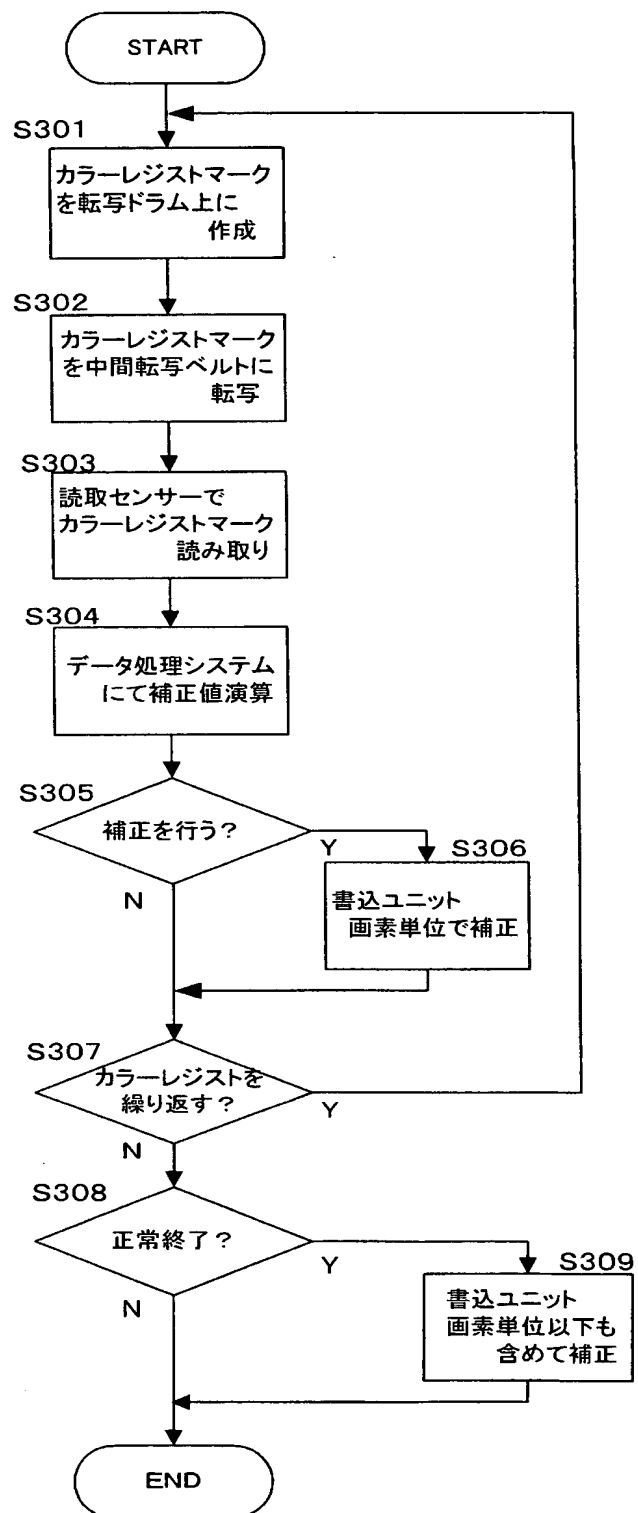 START
S301
カラーレジストマーク
を転写ドラム上に
作成
S302
カラーレジストマーク
を中間転写ベルトに
転写
S303
読取センサーで
カラーレジストマーク
読み取り
S304
データ処理システム
にて補正値演算
S305
補正を行う?
Y
N
S306
書込ユニット
画素単位で補正
S307
カラーレジストを
繰り返す?
Y
N
S308
正常終了?
Y
N
S309
書込ユニット
画素単位以下も
含めて補正
END